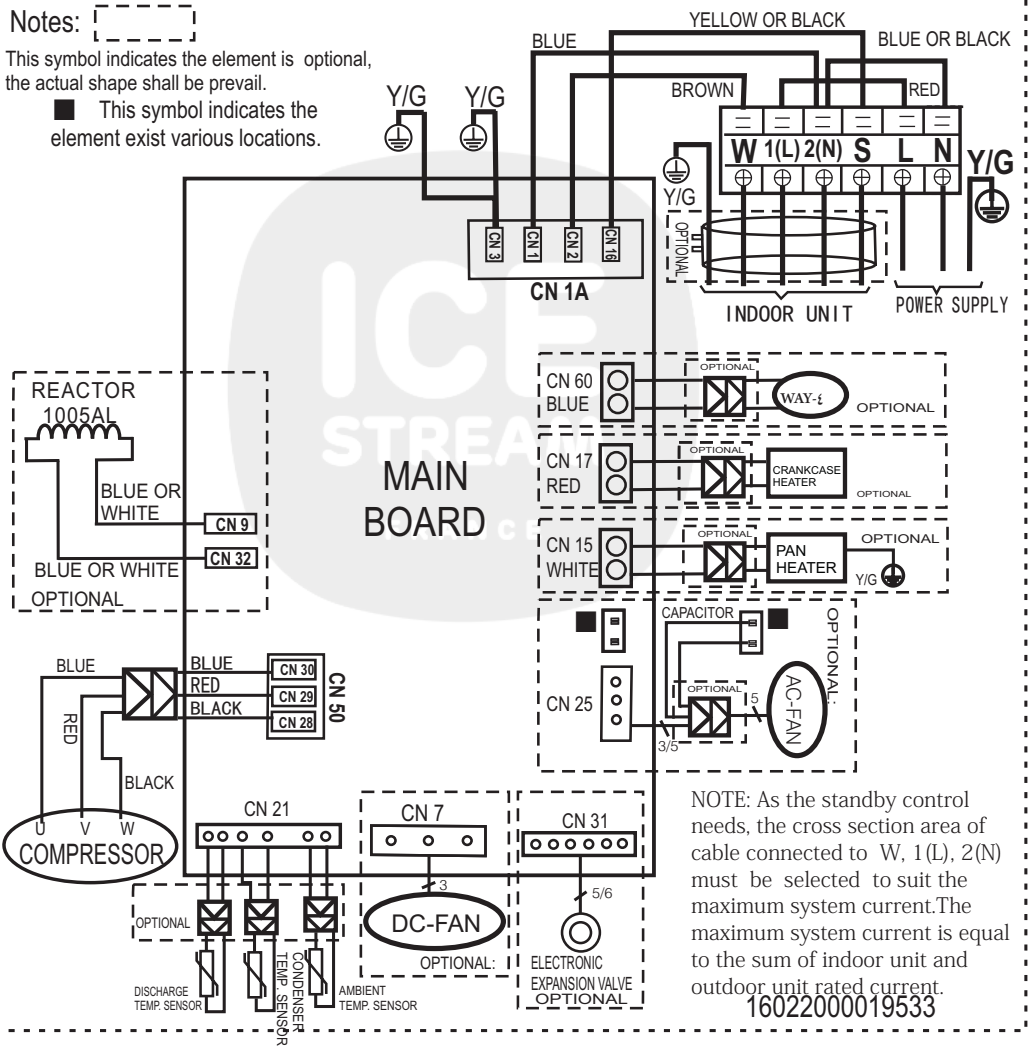 Notes:
This symbol indicates the element is optional,
the actual shape shall be prevail.
This symbol indicates the
element exist various locations.
YELLOW OR BLACK
BLUE
BLUE OR BLACK
BROWN
RED
Y/G
Y/G
W 1(L) 2(N) S L N
Y/G
Y/G
OPTIONAL
CN 3
CN 1
CN 2
CN 16
CN 1A
INDOOR UNIT
POWER SUPPLY
ICE
STREAM
FRANCE
REACTOR
1005AL
BLUE OR
WHITE
CN 9
CN 32
BLUE OR WHITE
OPTIONAL
MAIN
BOARD
CN 60
BLUE
OPTIONAL
WAY-i
OPTIONAL
CN 17
RED
OPTIONAL
CRANKCASE
HEATER
OPTIONAL
CN 15
WHITE
OPTIONAL
PAN
HEATER
OPTIONAL
Y/G
CAPACITOR
OPTIONAL:
CN 25
OPTIONAL
3/5
5
AC-FAN
BLUE
RED
BLACK
BLUE
RED
BLACK
CN 30
CN 29
CN 28
CN 50
U V W
COMPRESSOR
CN 21
OPTIONAL
DISCHARGE
TEMP. SENSOR
CONDENSER
TEMP. SENSOR
AMBIENT
TEMP. SENSOR
CN 7
3
DC-FAN
OPTIONAL:
CN 31
5/6
ELECTRONIC
EXPANSION VALVE
OPTIONAL
NOTE: As the standby control
needs, the cross section area of
cable connected to W, 1(L), 2(N)
must be selected to suit the
maximum system current.The
maximum system current is equal
to the sum of indoor unit and
outdoor unit rated current.
16022000019533